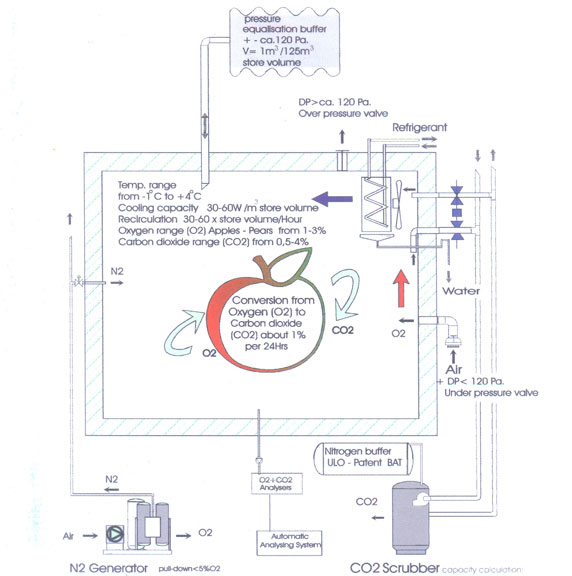 pressure
equalisation buffer
+ - ca.120 Pa.
V= 1m³/125m³
store volume
DP>ca. 120 Pa.
Over pressure valve
Refrigerant
Temp. range
from -1°C to +4°C
Cooling capacity 30-60W/m³ store volume
Recirculation 30-60 x store volume/Hour
Oxygen range (O2) Apples - Pears from 1-3%
Carbon dioxide range (CO2) from 0,5-4%
N2
Water
Conversion from
Oxygen (O2) to
Carbon dioxide
(CO2) about 1%
per 24Hrs
O2
CO2
O2
Air
+ DP< 120 Pa.
Under pressure valve
Nitrogen buffer
ULO - Patent BAT
O2+CO2
Analysers
N2
CO2
Air
O2
Automatic
Analysing System
N2 Generator pull-down<5%O2
CO2 Scrubber capacity calculation: